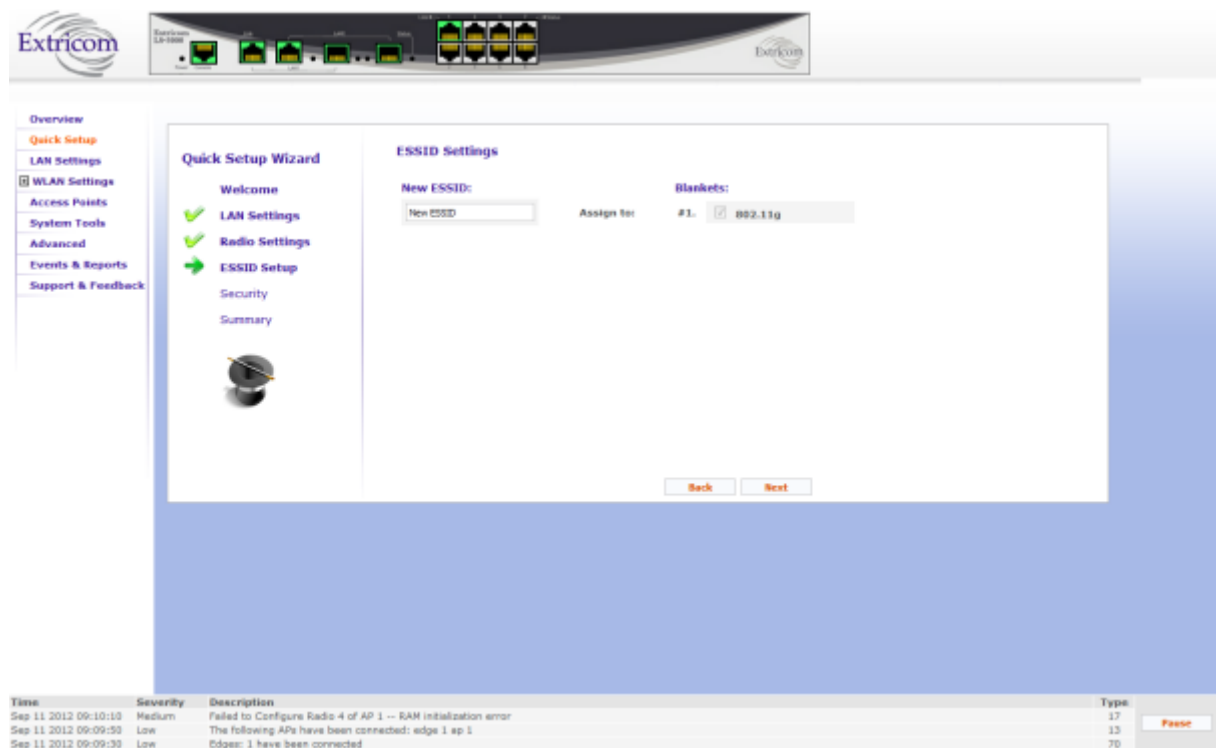 Extricom
Extricom
LS-3000
Extricom
Overview
Quick Setup
LAN Settings
WLAN Settings
Access Points
System Tools
Advanced
Events & Reports
Support & Feedback
Quick Setup Wizard
Welcome
LAN Settings
Radio Settings
ESSID Setup
Security
Summary
ESSID Settings
New ESSID: Blankets:
New ESSID Assign to: #1. 802.11g
Back Next
Time Severity Description Type
Sep 11 2012 09:10:10 Medium Failed to Configure Radio 4 of AP 1 -- RAM initialization error 17
Sep 11 2012 09:09:50 Low The following APs have been connected: edge 1 ap 1 13
Sep 11 2012 09:09:30 Low Edges: 1 have been connected 70
Pause